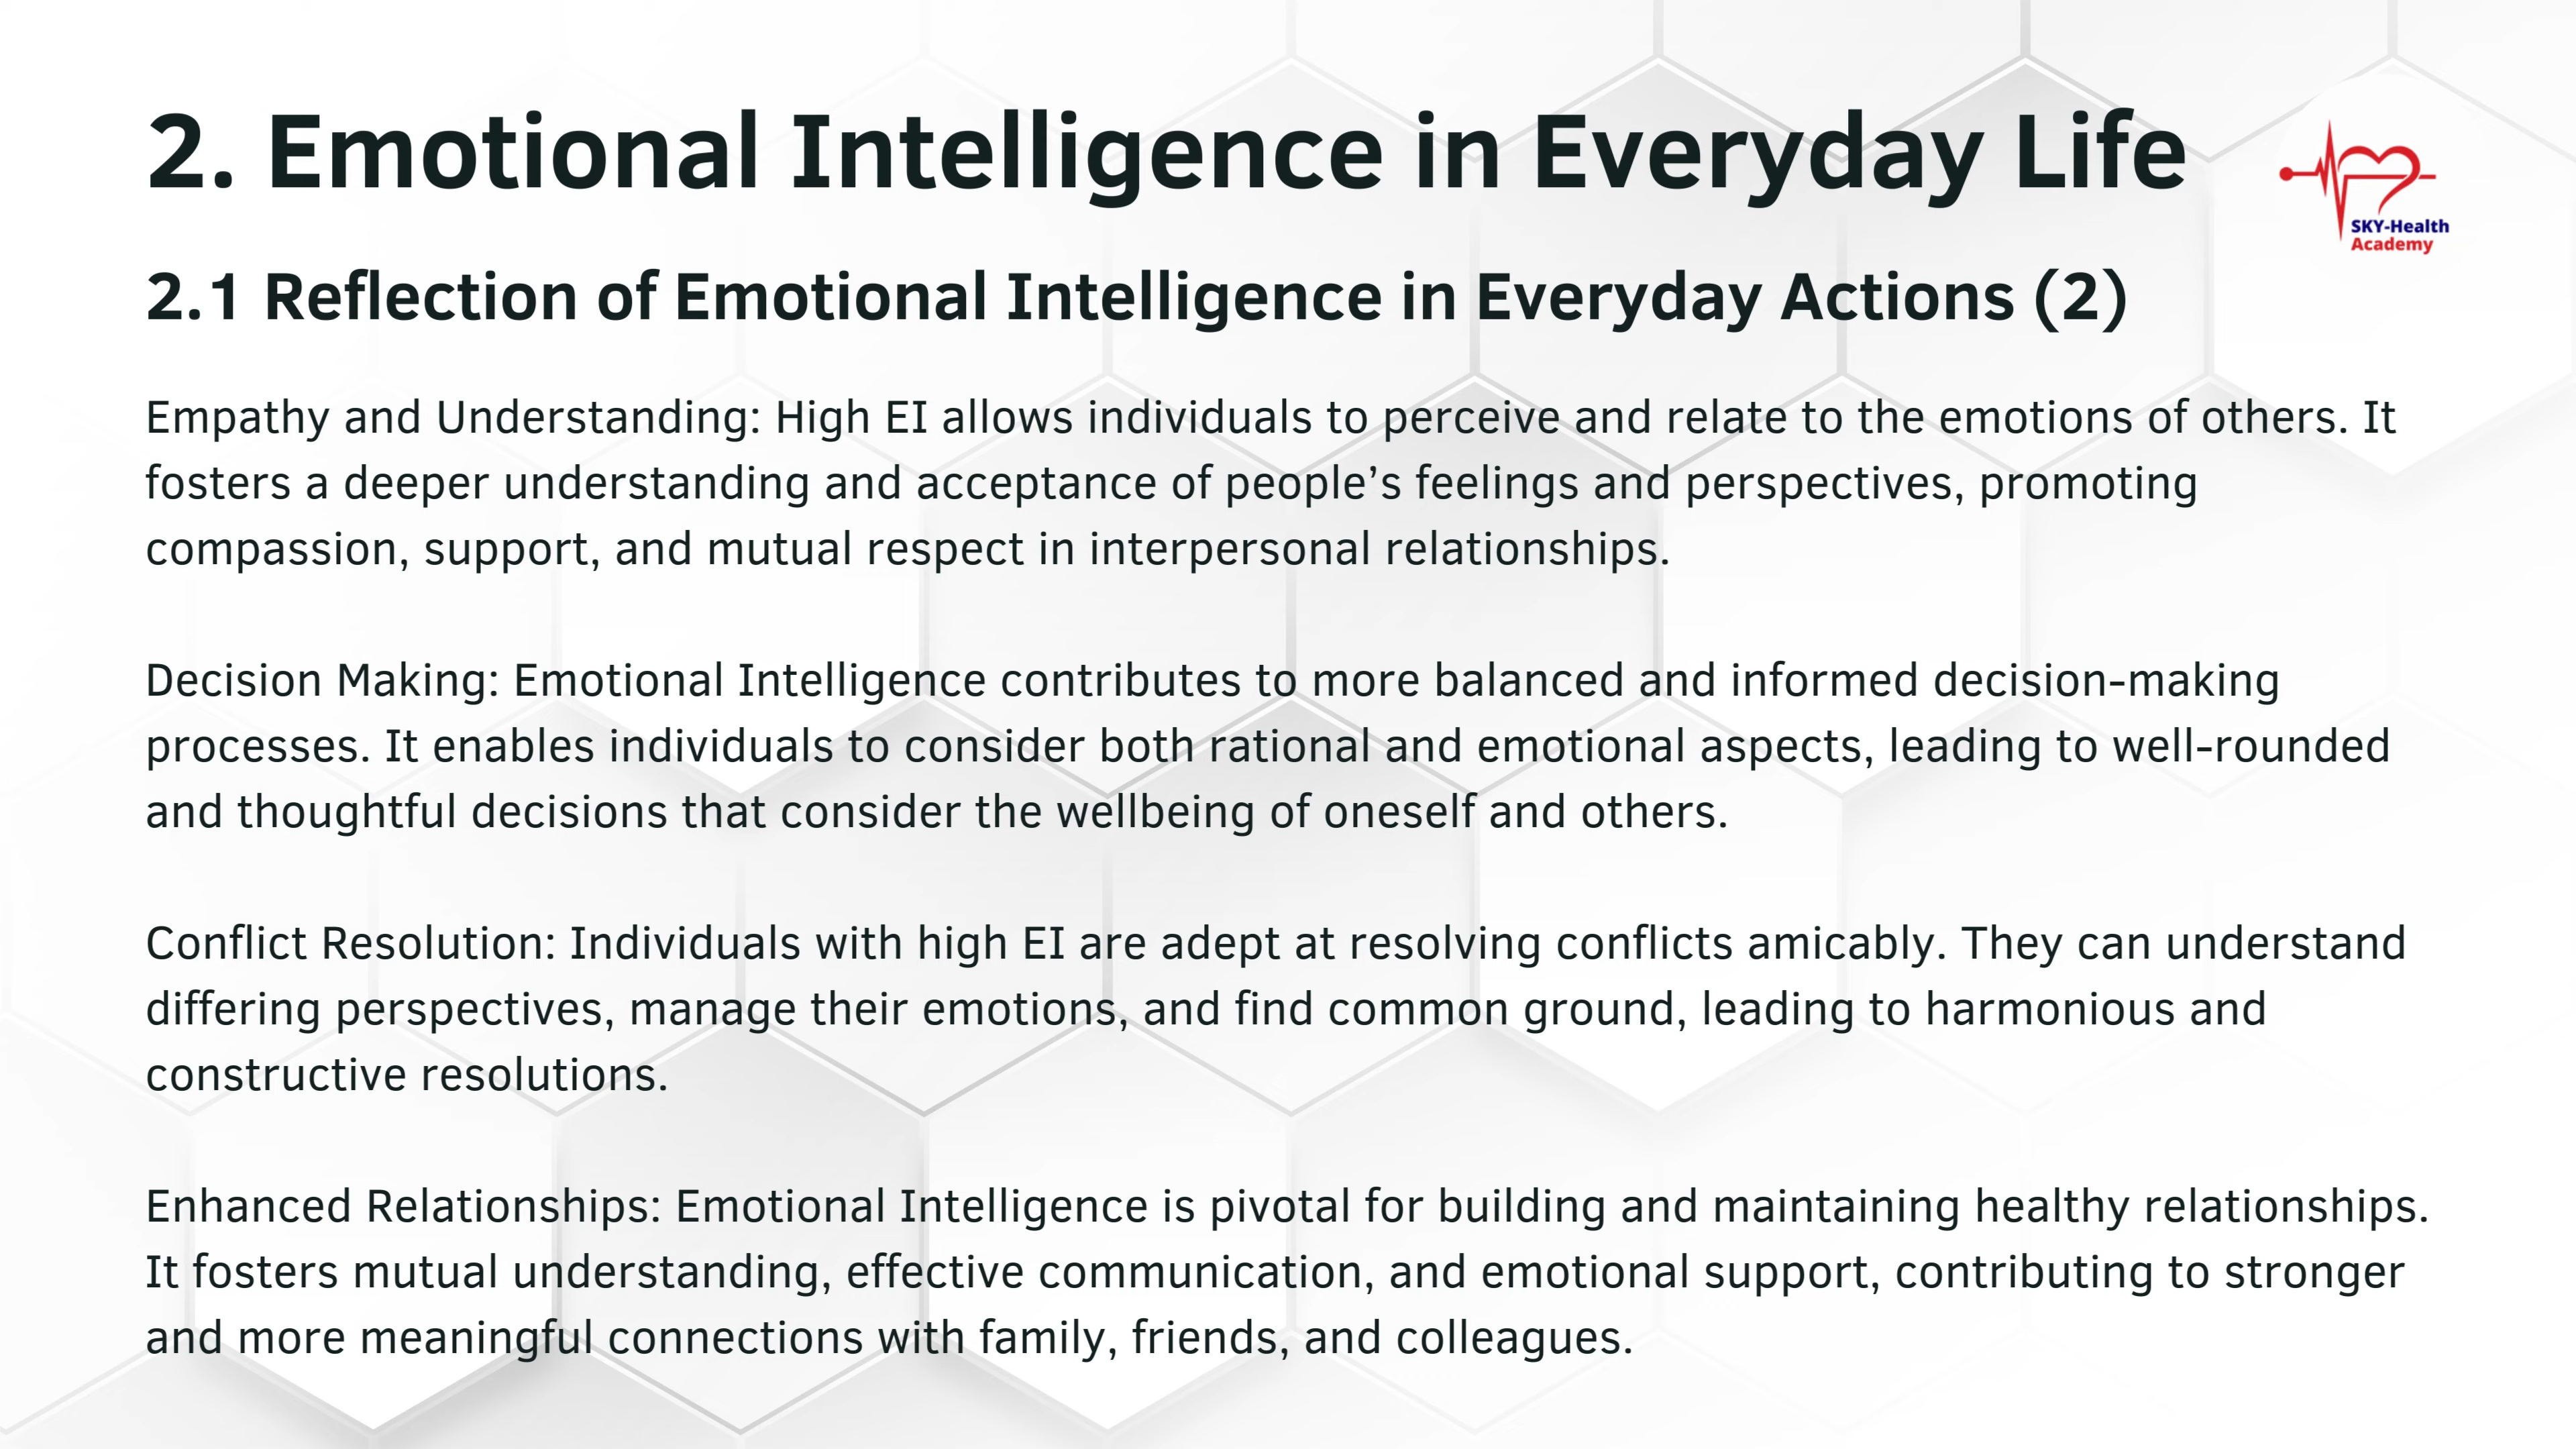 2. Emotional Intelligence in Everyday Life
SKY-Health
Academy
2.1 Reflection of Emotional Intelligence in Everyday Actions (2)
Empathy and Understanding: High EI allows individuals to perceive and relate to the emotions of others. It
fosters a deeper understanding and acceptance of people’s feelings and perspectives, promoting
compassion, support, and mutual respect in interpersonal relationships.
Decision Making: Emotional Intelligence contributes to more balanced and informed decision-making
processes. It enables individuals to consider both rational and emotional aspects, leading to well-rounded
and thoughtful decisions that consider the wellbeing of oneself and others.
Conflict Resolution: Individuals with high EI are adept at resolving conflicts amicably. They can understand
differing perspectives, manage their emotions, and find common ground, leading to harmonious and
constructive resolutions.
Enhanced Relationships: Emotional Intelligence is pivotal for building and maintaining healthy relationships.
It fosters mutual understanding, effective communication, and emotional support, contributing to stronger
and more meaningful connections with family, friends, and colleagues.